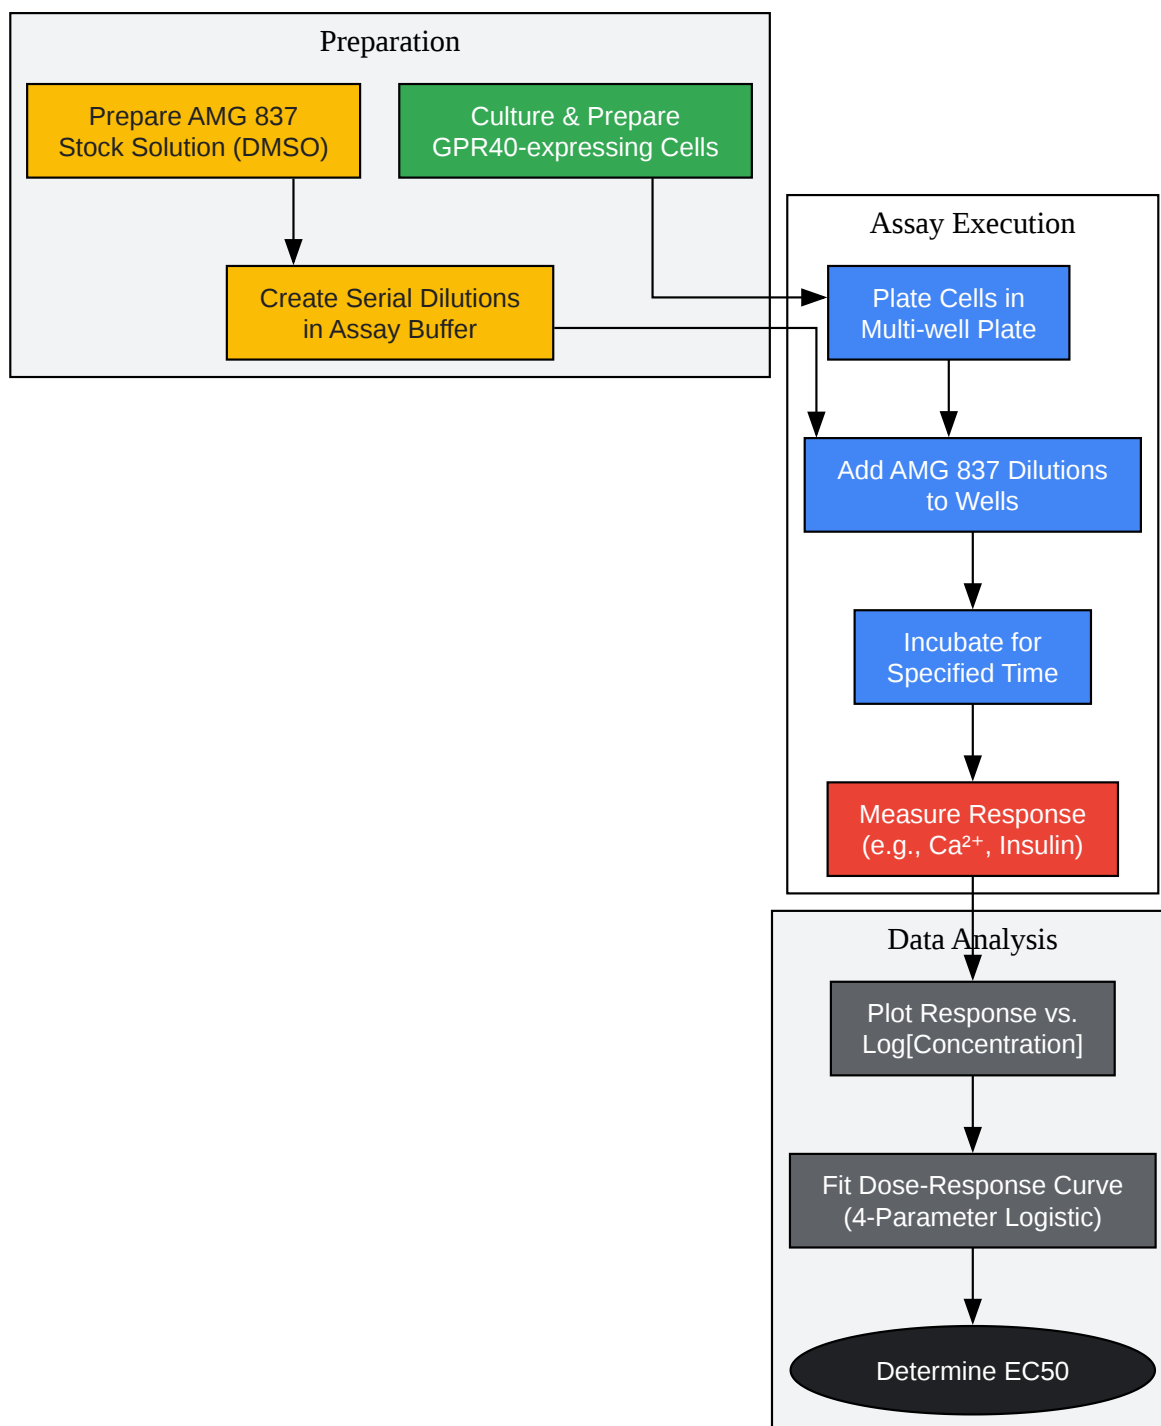 Preparation
Prepare AMG 837
Stock Solution (DMSO)
Culture & Prepare
GPR40-expressing Cells
Create Serial Dilutions
in Assay Buffer
Assay Execution
Plate Cells in
Multi-well Plate
Add AMG 837 Dilutions
to Wells
Incubate for
Specified Time
Measure Response
(e.g., Ca²⁺, Insulin)
Data Analysis
Plot Response vs.
Log[Concentration]
Fit Dose-Response Curve
(4-Parameter Logistic)
Determine EC50